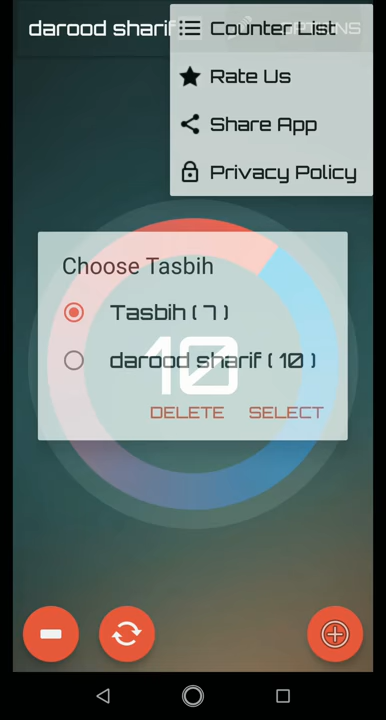 darood sharif
Counter List
Rate Us
Share App
Privacy Policy
Choose Tasbih
Tasbih ( 7 )
darood sharif ( 10 )
10
DELETE SELECT